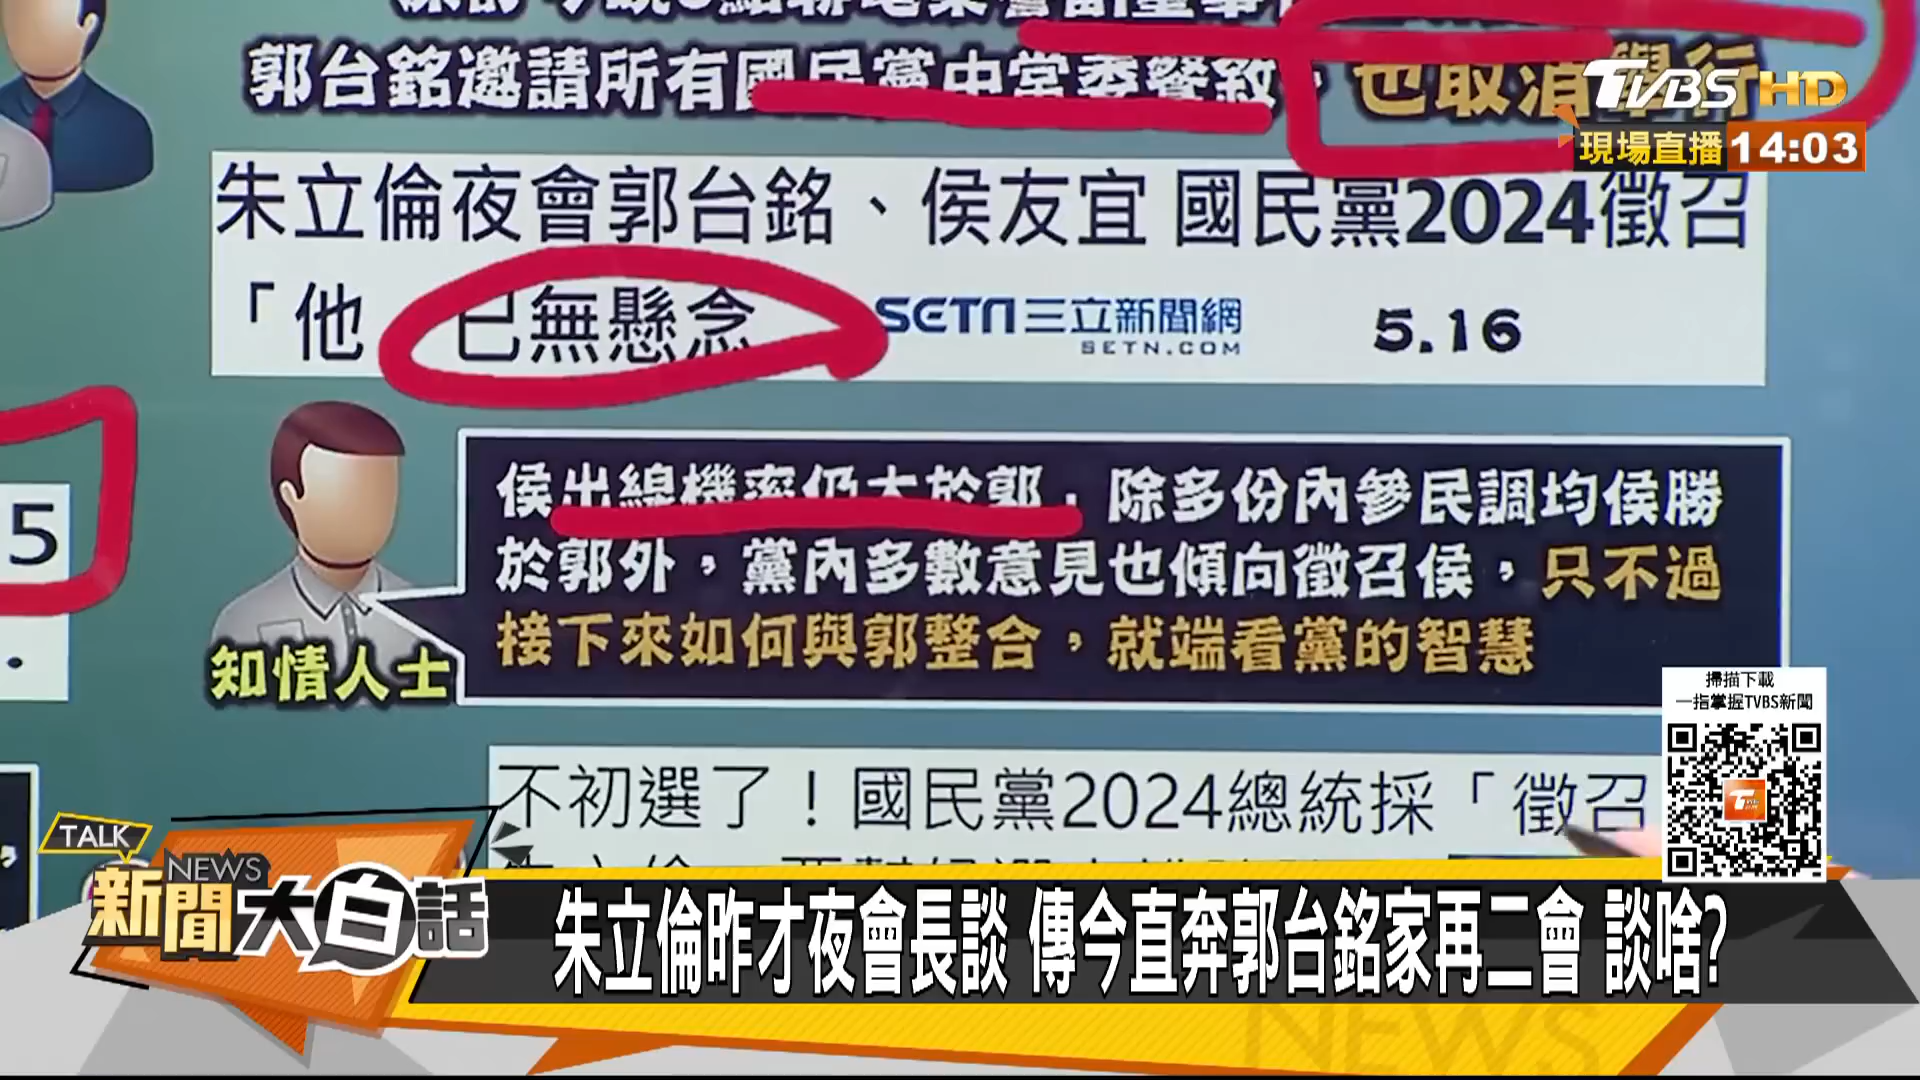 郭台銘邀請所有國民黨中常委餐敘，也取消舉行
TVBS HD
現場直播 14:03
朱立倫夜會郭台銘、侯友宜 國民黨2024徵召
「他 已無懸念
SETN三立新聞網
SETN.COM
5.16
5
侯出線機率仍大於郭，除多份內參民調均侯勝
於郭外，黨內多數意見也傾向徵召侯，只不過
接下來如何與郭整合，就端看黨的智慧
知情人士
掃描下載
一指掌握TVBS新聞
不初選了！國民黨2024總統採「徵召
TALK
NEWS
新聞大白話
朱立倫昨才夜會長談 傳今直奔郭台銘家再二會 談啥?
NEWS